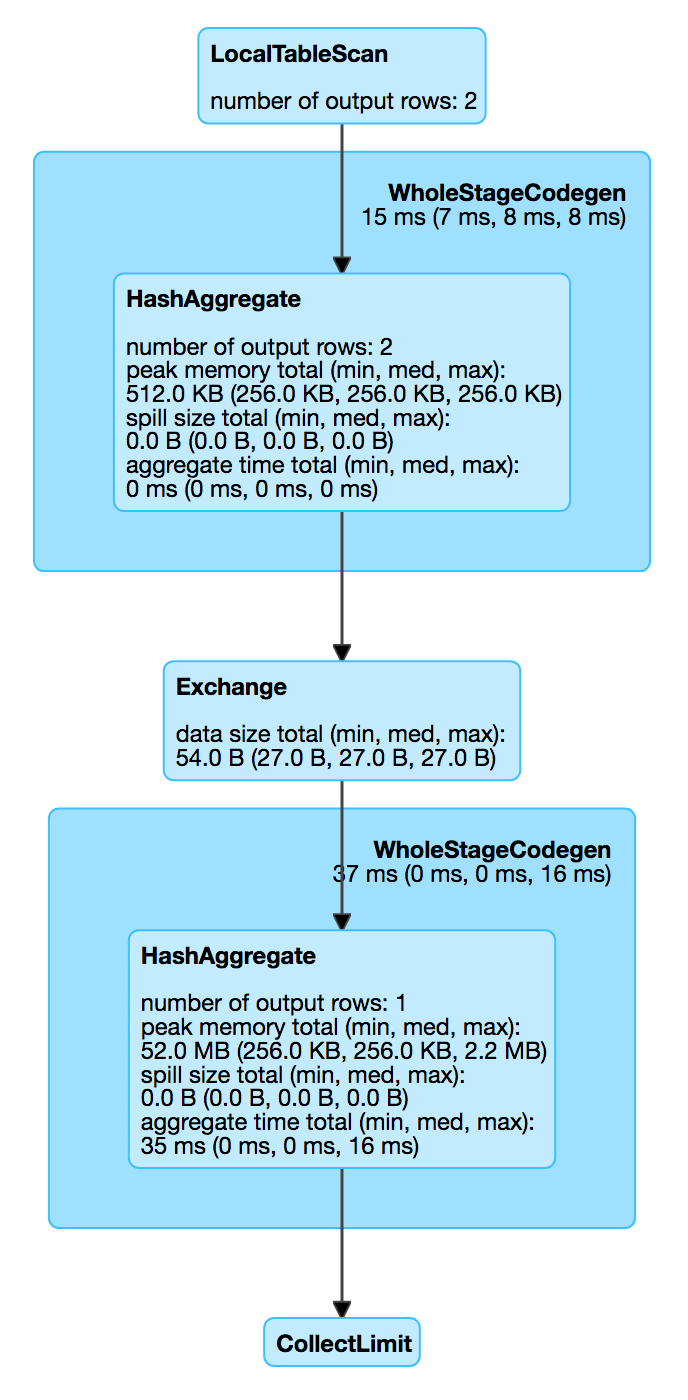 LocalTableScan
number of output rows: 2
WholeStageCodegen
15 ms (7 ms, 8 ms, 8 ms)
HashAggregate
number of output rows: 2
peak memory total (min, med, max):
512.0 KB (256.0 KB, 256.0 KB, 256.0 KB)
spill size total (min, med, max):
0.0 B (0.0 B, 0.0 B, 0.0 B)
aggregate time total (min, med, max):
0 ms (0 ms, 0 ms, 0 ms)
Exchange
data size total (min, med, max):
54.0 B (27.0 B, 27.0 B, 27.0 B)
WholeStageCodegen
37 ms (0 ms, 0 ms, 16 ms)
HashAggregate
number of output rows: 1
peak memory total (min, med, max):
52.0 MB (256.0 KB, 256.0 KB, 2.2 MB)
spill size total (min, med, max):
0.0 B (0.0 B, 0.0 B, 0.0 B)
aggregate time total (min, med, max):
35 ms (0 ms, 0 ms, 16 ms)
CollectLimit